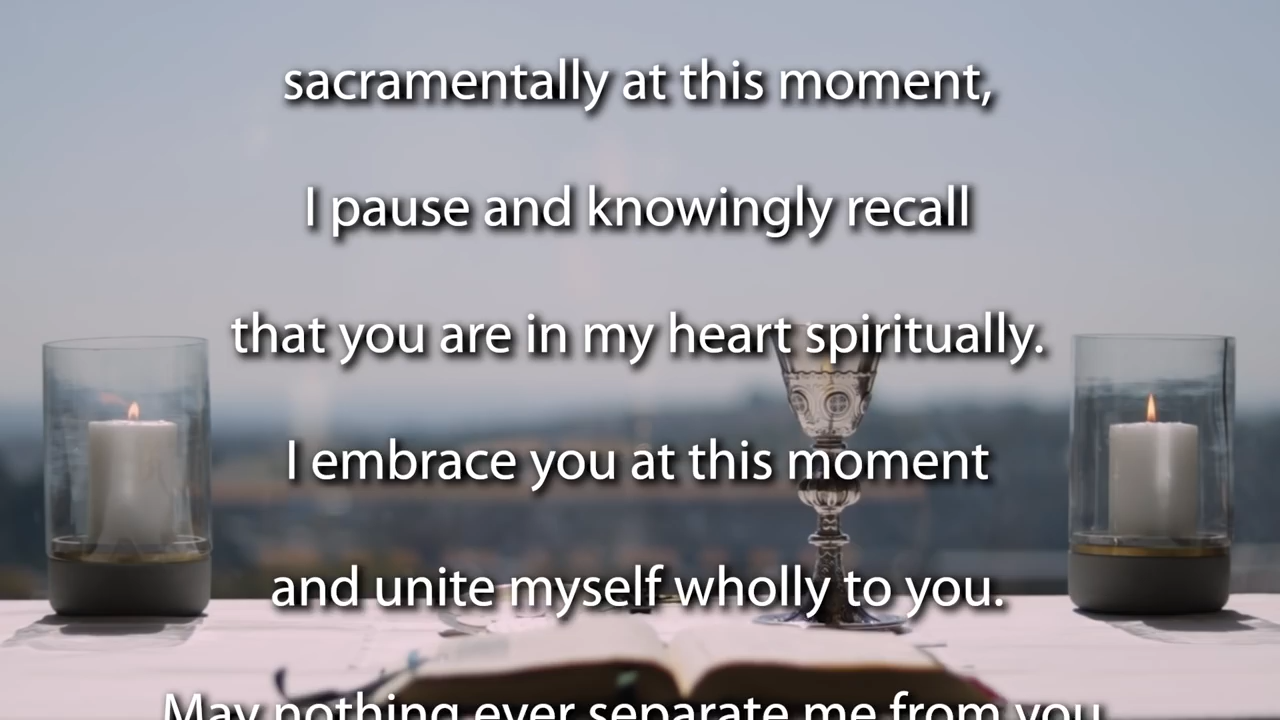 sacramentally at this moment,
I pause and knowingly recall
that you are in my heart spiritually.
I embrace you at this moment
and unite myself wholly to you.
May nothing ever separate me from you